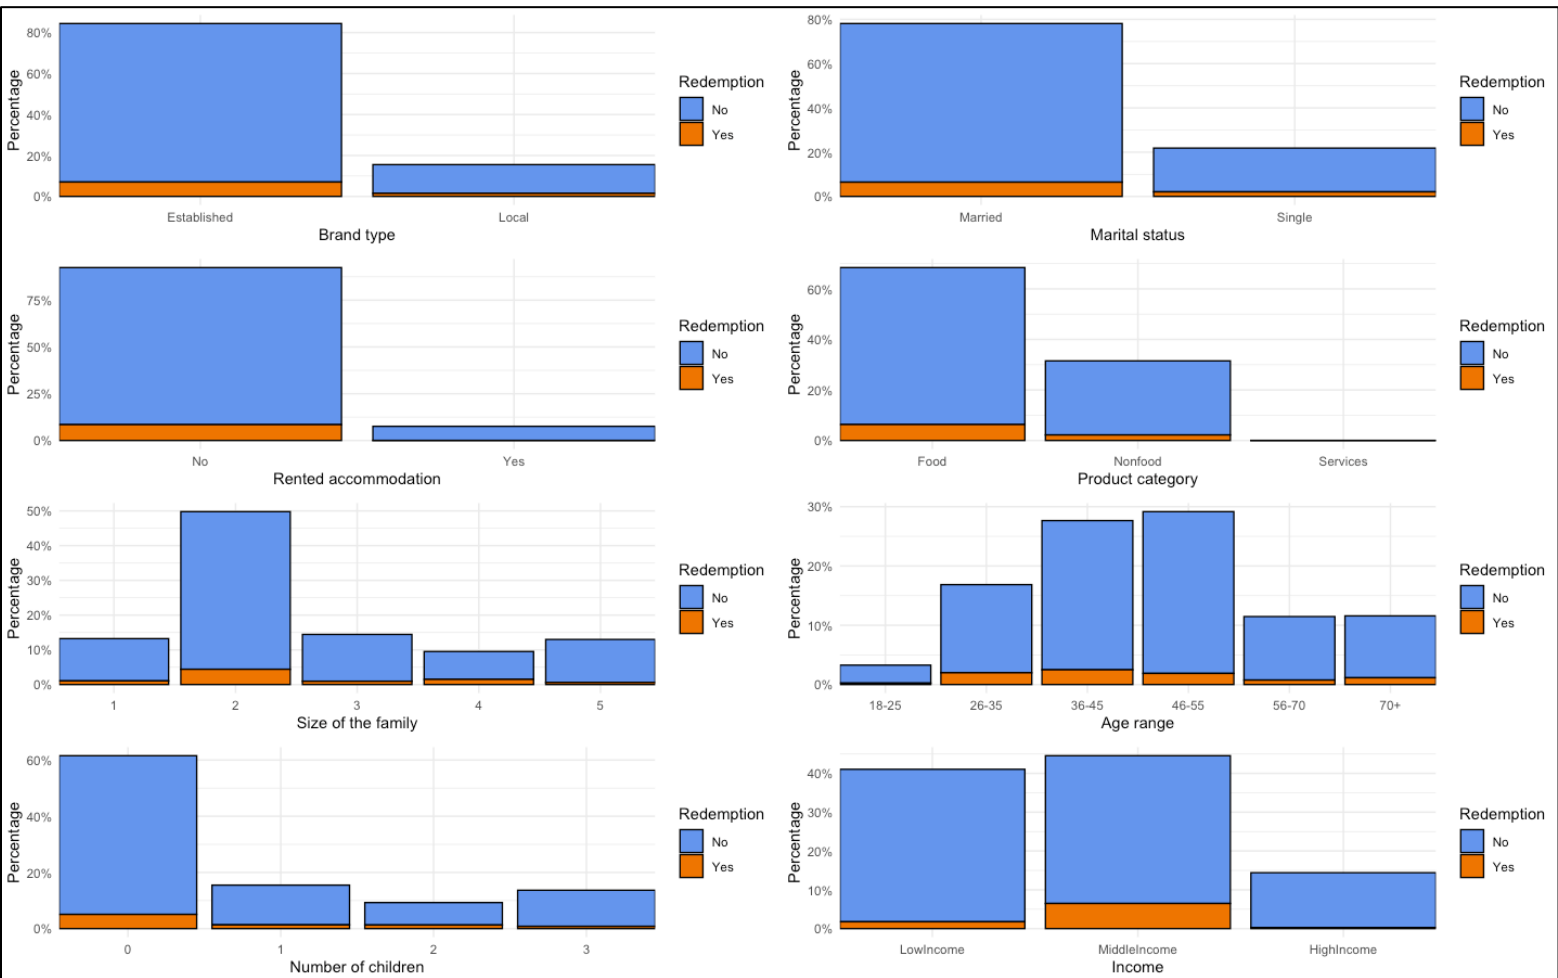 Percentage
80%
60%
40%
20%
0%
Established
Local
Brand type
Redemption
No
Yes
Percentage
80%
60%
40%
20%
0%
Married
Single
Marital status
Redemption
No
Yes
Percentage
75%
50%
25%
0%
No
Yes
Rented accommodation
Redemption
No
Yes
Percentage
60%
40%
20%
0%
Food
Nonfood
Services
Product category
Redemption
No
Yes
Percentage
50%
40%
30%
20%
10%
0%
1
2
3
4
5
Size of the family
Redemption
No
Yes
Percentage
30%
20%
10%
0%
18-25
26-35
36-45
46-55
56-70
70+
Age range
Redemption
No
Yes
Percentage
60%
40%
20%
0%
0
1
2
3
Number of children
Redemption
No
Yes
Percentage
40%
30%
20%
10%
0%
LowIncome
MiddleIncome
HighIncome
Income
Redemption
No
Yes